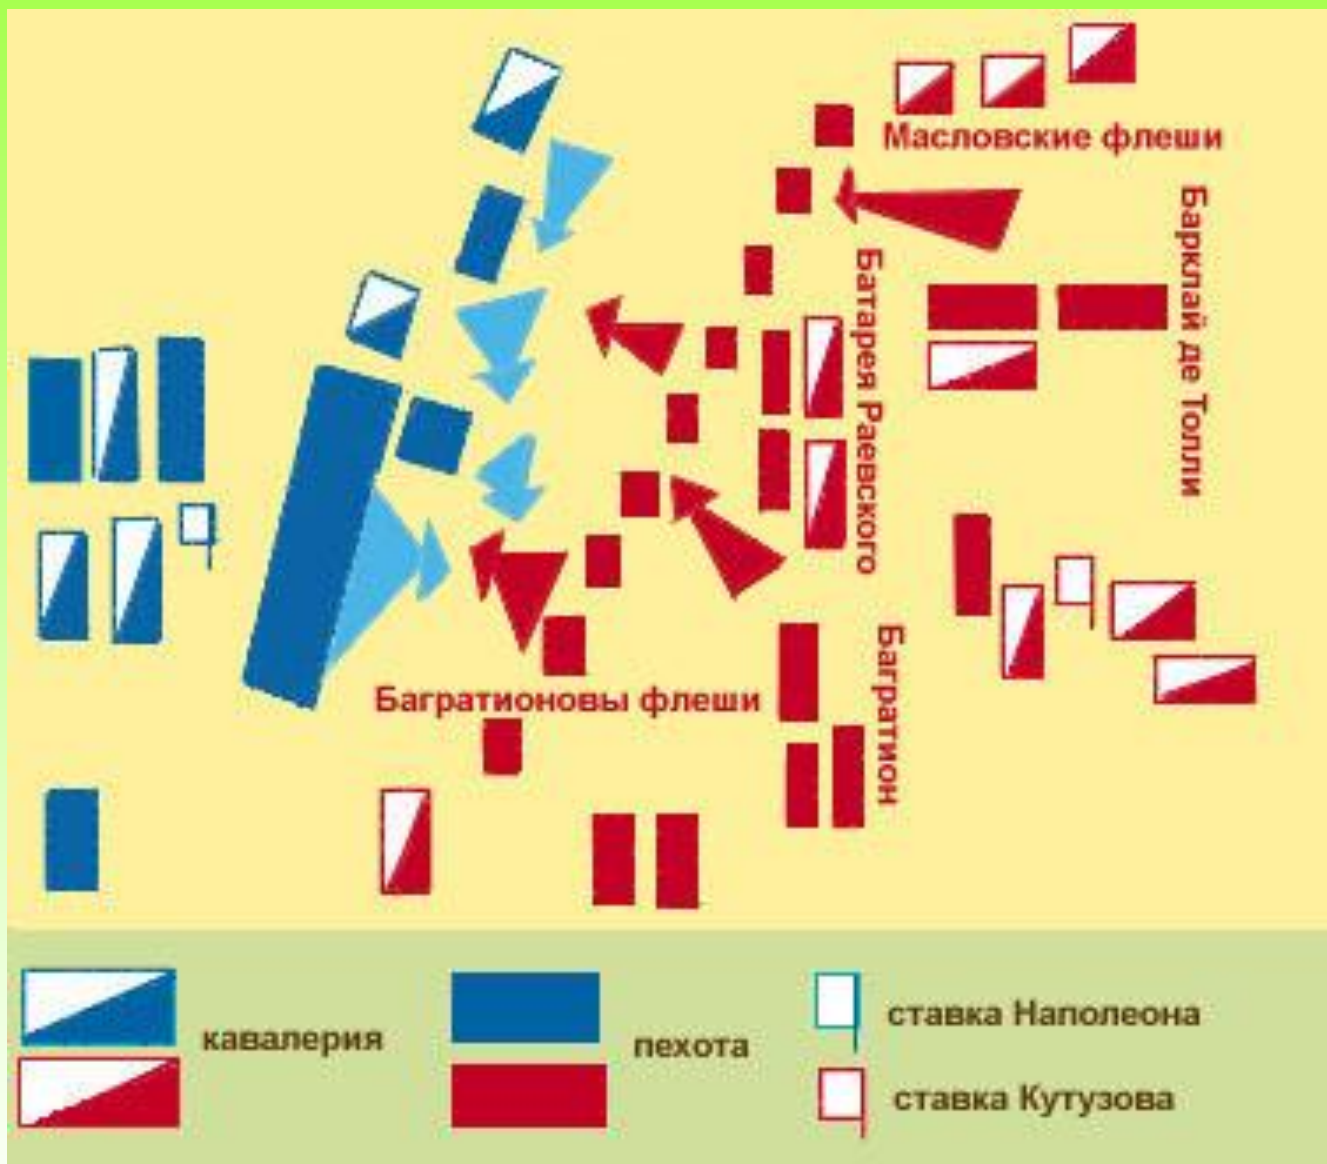 Масловские флеши
Барклай де Толли
Батарея Раевского
Багратион
Багратионовы флеши
кавалерия
пехота
ставка Наполеона
ставка Кутузова